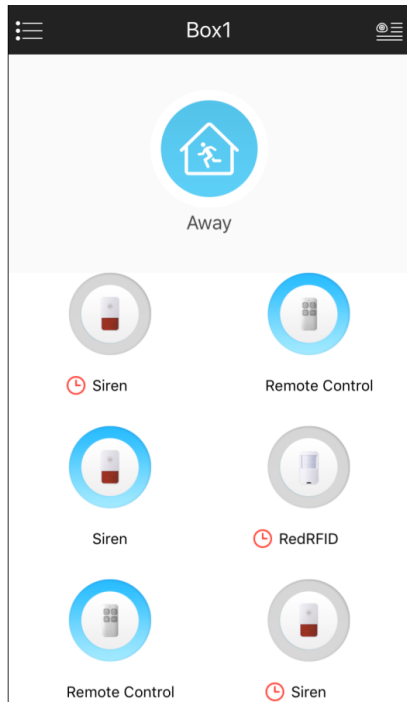 Box1
Away
Siren
Remote Control
Siren
RedRFID
Remote Control
Siren